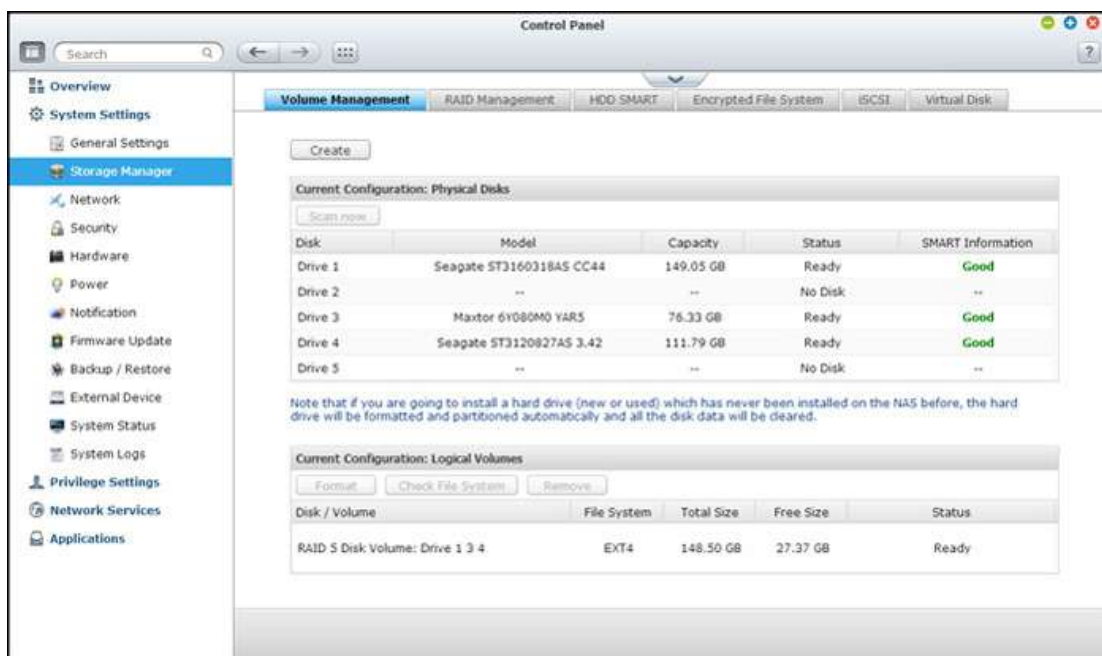 Control Panel
Search
?
Overview
System Settings
General Settings
Storage Manager
Network
Security
Hardware
Power
Notification
Firmware Update
Backup / Restore
External Device
System Status
System Logs
Privilege Settings
Network Services
Applications
Volume Management RAID Management HDD SMART Encrypted File System iSCSI Virtual Disk
Create
Current Configuration: Physical Disks
Scan now
Disk Model Capacity Status SMART Information
Drive 1 Seagate ST3160318AS CC44 149.05 GB Ready Good
Drive 2 -- -- No Disk --
Drive 3 Maxtor 6Y080M0 YAR5 76.33 GB Ready Good
Drive 4 Seagate ST3120827AS 3.42 111.79 GB Ready Good
Drive 5 -- -- No Disk --
Note that if you are going to install a hard drive (new or used) which has never been installed on the NAS before, the hard
drive will be formatted and partitioned automatically and all the disk data will be cleared.
Current Configuration: Logical Volumes
Format Check File System Remove
Disk / Volume File System Total Size Free Size Status
RAID 5 Disk Volume: Drive 1 3 4 EXT4 148.50 GB 27.37 GB Ready